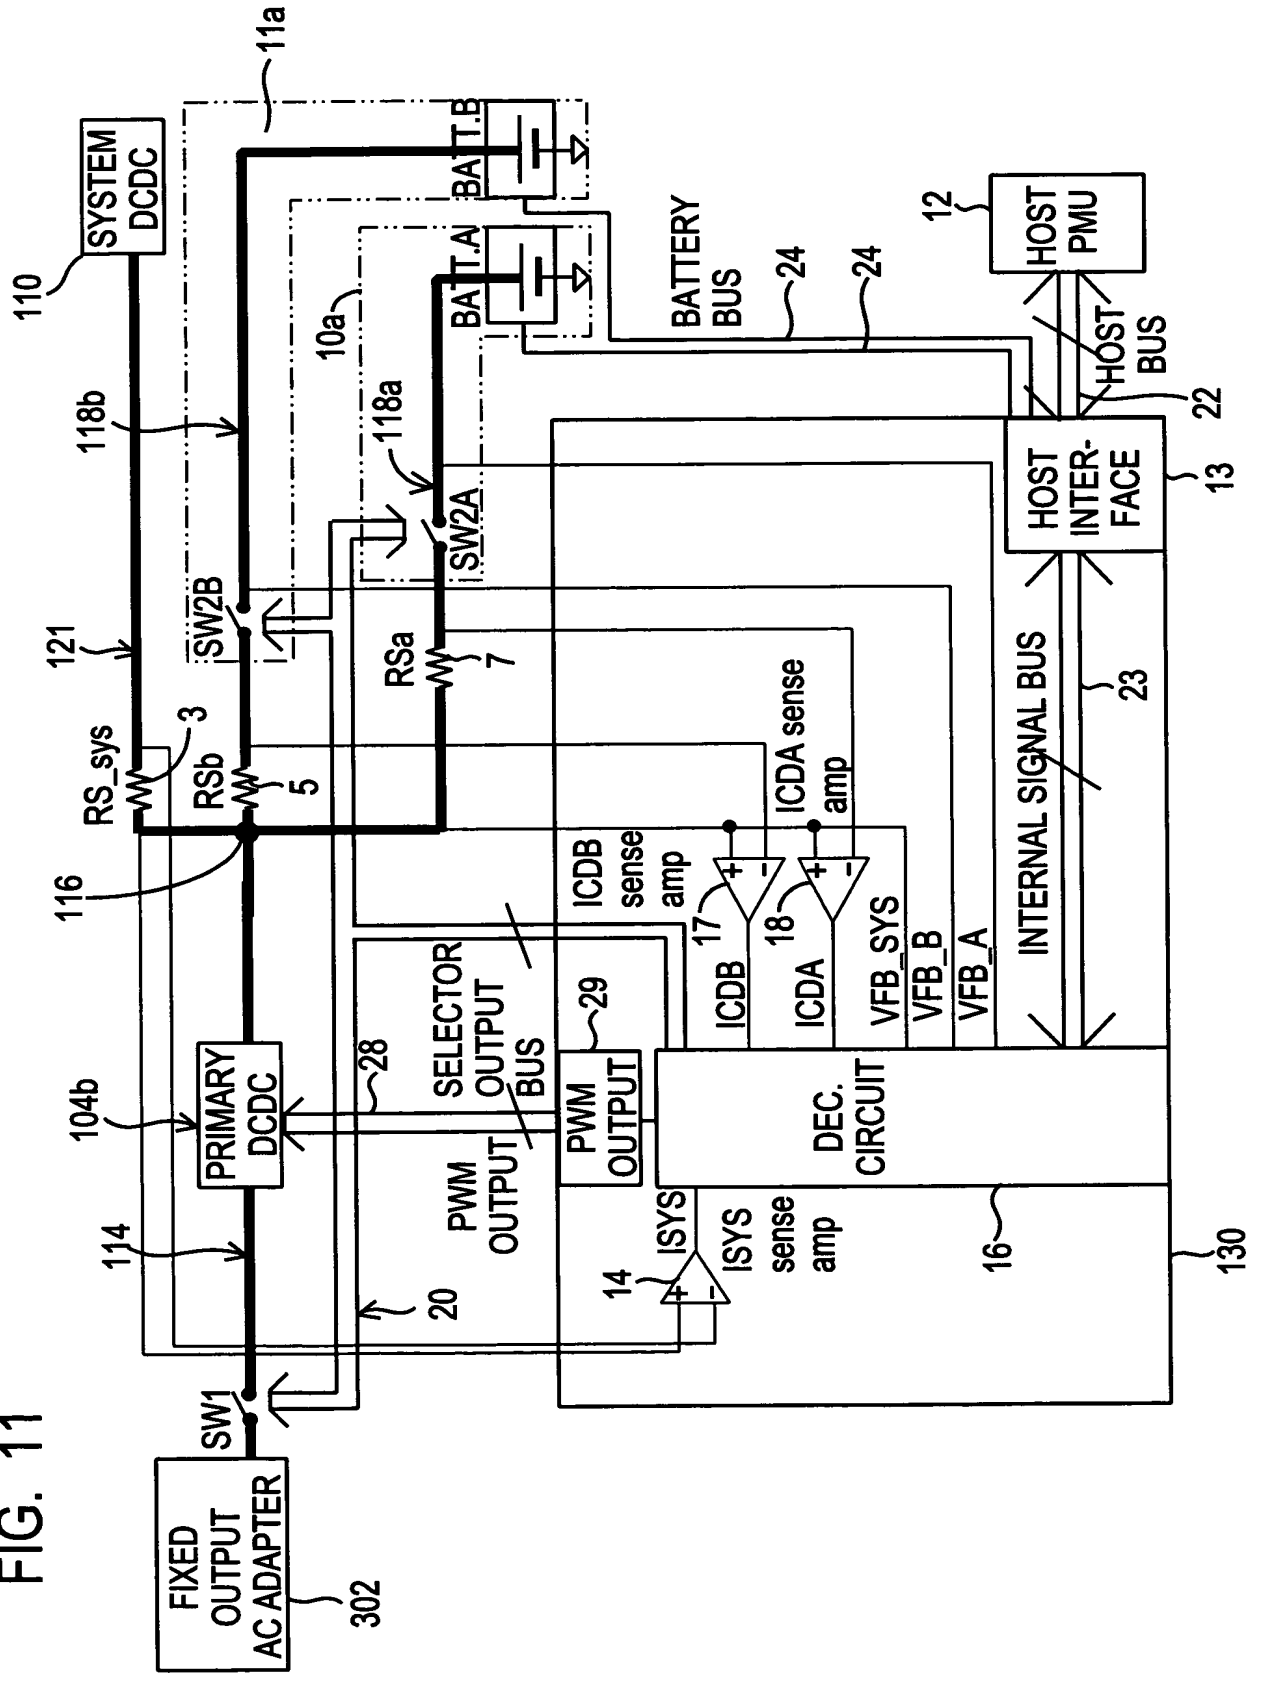 FIG. 11
FIXED
OUTPUT
AC ADAPTER
302
SW1
114
104b
PRIMARY
DCDC
116
RS_sys
3
121
110
SYSTEM
DCDC
RSb
5
SW2B
118b
11a
RSa
7
SW2A
118a
10a
BATT.A
BATT.B
20
28
PWM
OUTPUT
SELECTOR
OUTPUT
BUS
BATTERY
BUS
24
24
12
HOST
PMU
HOST
BUS
22
HOST
INTER-
FACE
13
INTERNAL SIGNAL BUS
23
29
PWM
OUTPUT
ICDB
sense
amp
17
ICDA sense
amp
18
ICDB
ICDA
VFB_SYS
VFB_B
VFB_A
DEC.
CIRCUIT
16
ISYS
14
ISYS
sense
amp
130